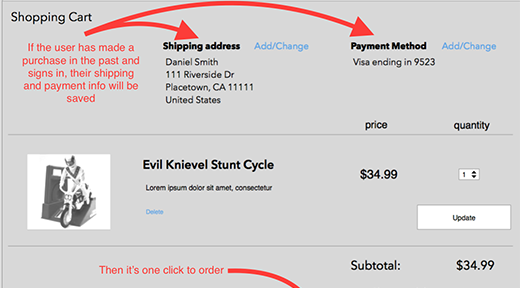 Shopping Cart
If the user has made a
purchase in the past and
signs in, their shipping
and payment info will be
saved
Shipping address Add/Change
Daniel Smith
111 Riverside Dr
Placetown, CA 11111
United States
Payment Method Add/Change
Visa ending in 9523
price quantity
Evil Knievel Stunt Cycle
Lorem ipsum dolor sit amet, consectetur
Delete
$34.99 1
Update
Then it's one click to order
Subtotal: $34.99